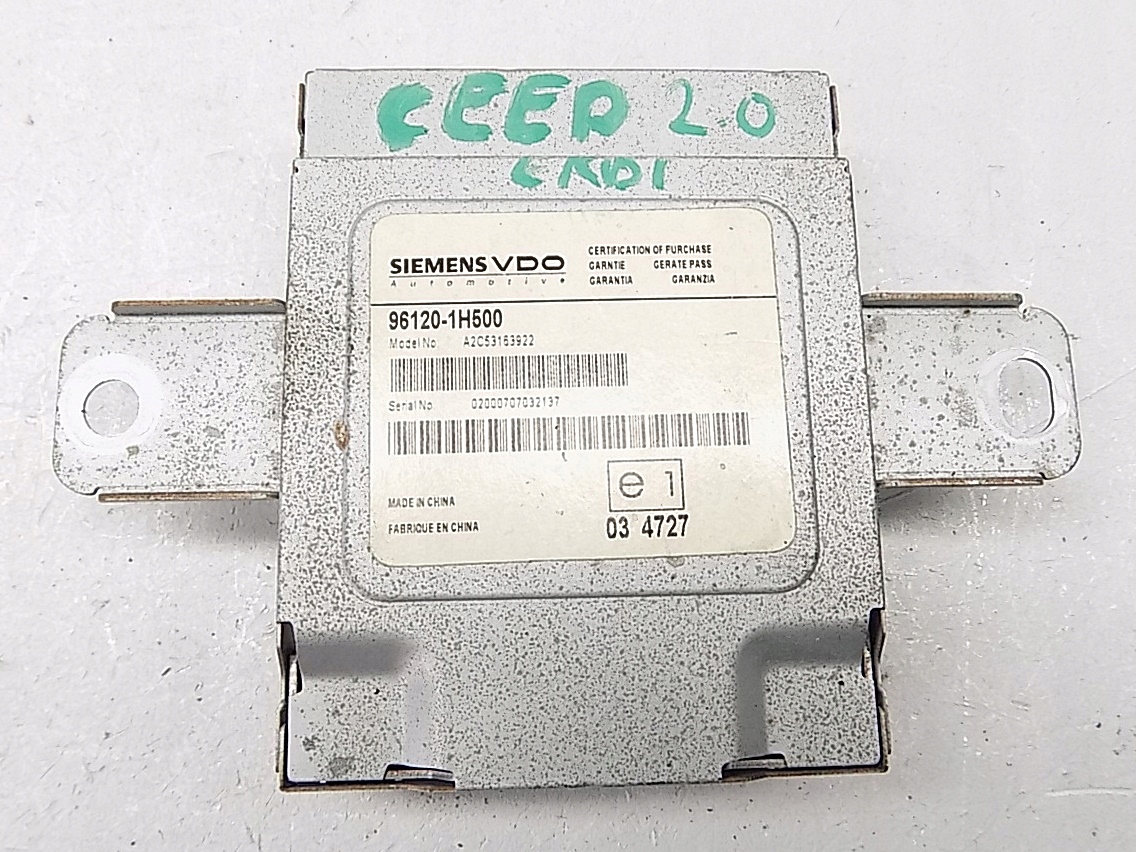 CEED 2.0
CRDI
SIEMENS VDO
Automotive
CERTIFICATION OF PURCHASE
GARNTIE GERATE PASS
GARANTIA GARANZIA
96120-1H500
Model No. A2C53163922
Serial No 02000707032137
e 1
MADE IN CHINA
FABRIQUE EN CHINA
03 4727